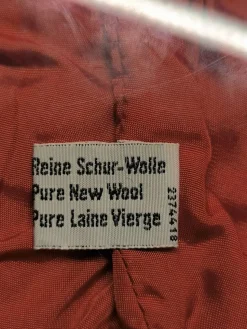 Reine Schur-Wolle
Pure New Wool
Pure Laine Vierge
2374418